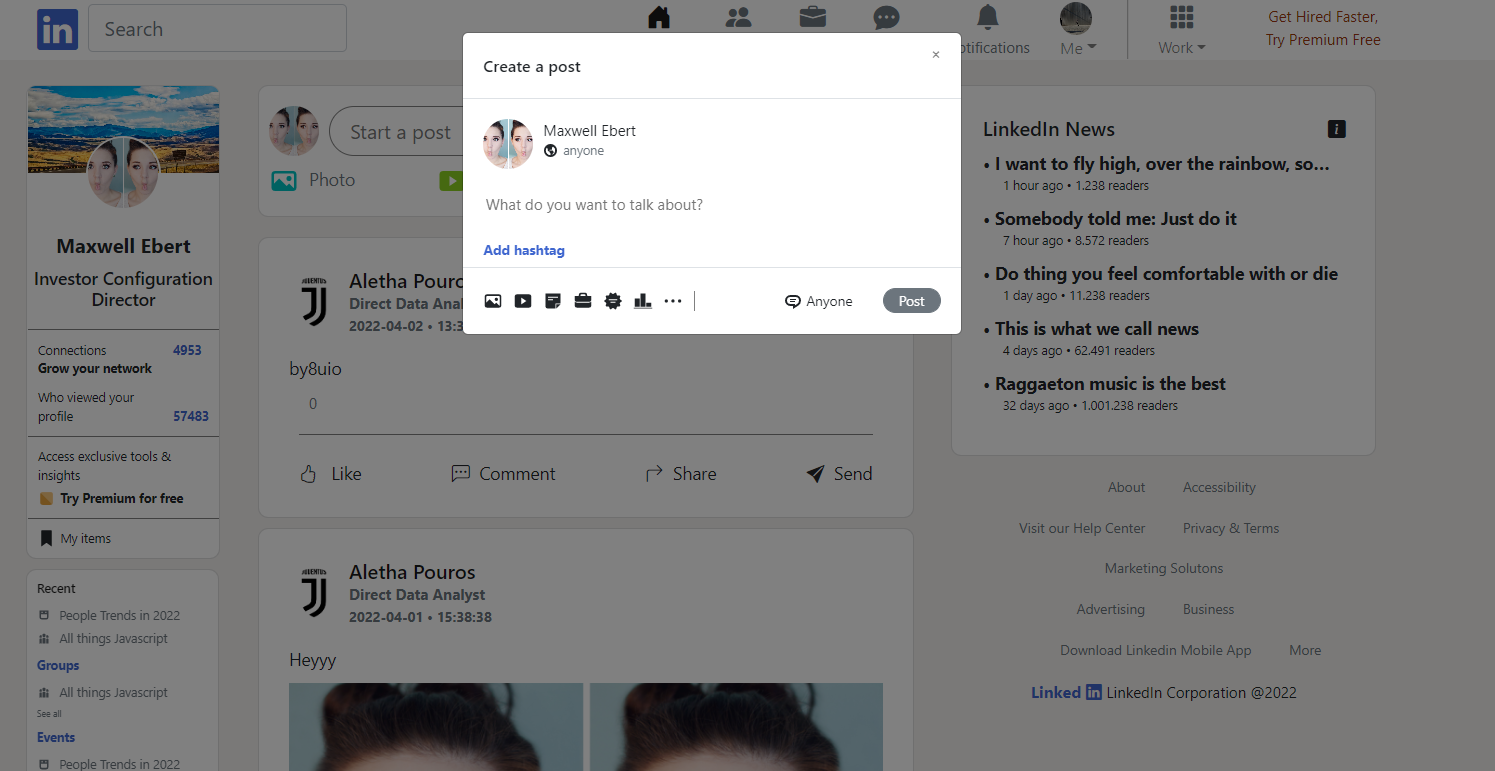 in
Search
otifications
Me
Work
Get Hired Faster,
Try Premium Free
Maxwell Ebert
Investor Configuration
Director
Connections 4953
Grow your network
Who viewed your
profile 57483
Access exclusive tools &
insights
Try Premium for free
My items
Recent
People Trends in 2022
All things Javascript
Groups
All things Javascript
See all
Events
People Trends in 2022
Start a post
Photo
Create a post
×
Maxwell Ebert
anyone
What do you want to talk about?
Add hashtag
Anyone
Post
JUVENTUS
Aletha Pouro
Direct Data Anal
2022-04-02 • 13:3
by8uio
0
Like Comment Share Send
JUVENTUS
Aletha Pouros
Direct Data Analyst
2022-04-01 • 15:38:38
Heyyy
LinkedIn News
• I want to fly high, over the rainbow, so...
1 hour ago • 1.238 readers
• Somebody told me: Just do it
7 hour ago • 8.572 readers
• Do thing you feel comfortable with or die
1 day ago • 11.238 readers
• This is what we call news
4 days ago • 62.491 readers
• Raggaeton music is the best
32 days ago • 1.001.238 readers
About Accessibility
Visit our Help Center Privacy & Terms
Marketing Solutons
Advertising Business
Download Linkedin Mobile App More
Linked in LinkedIn Corporation @2022